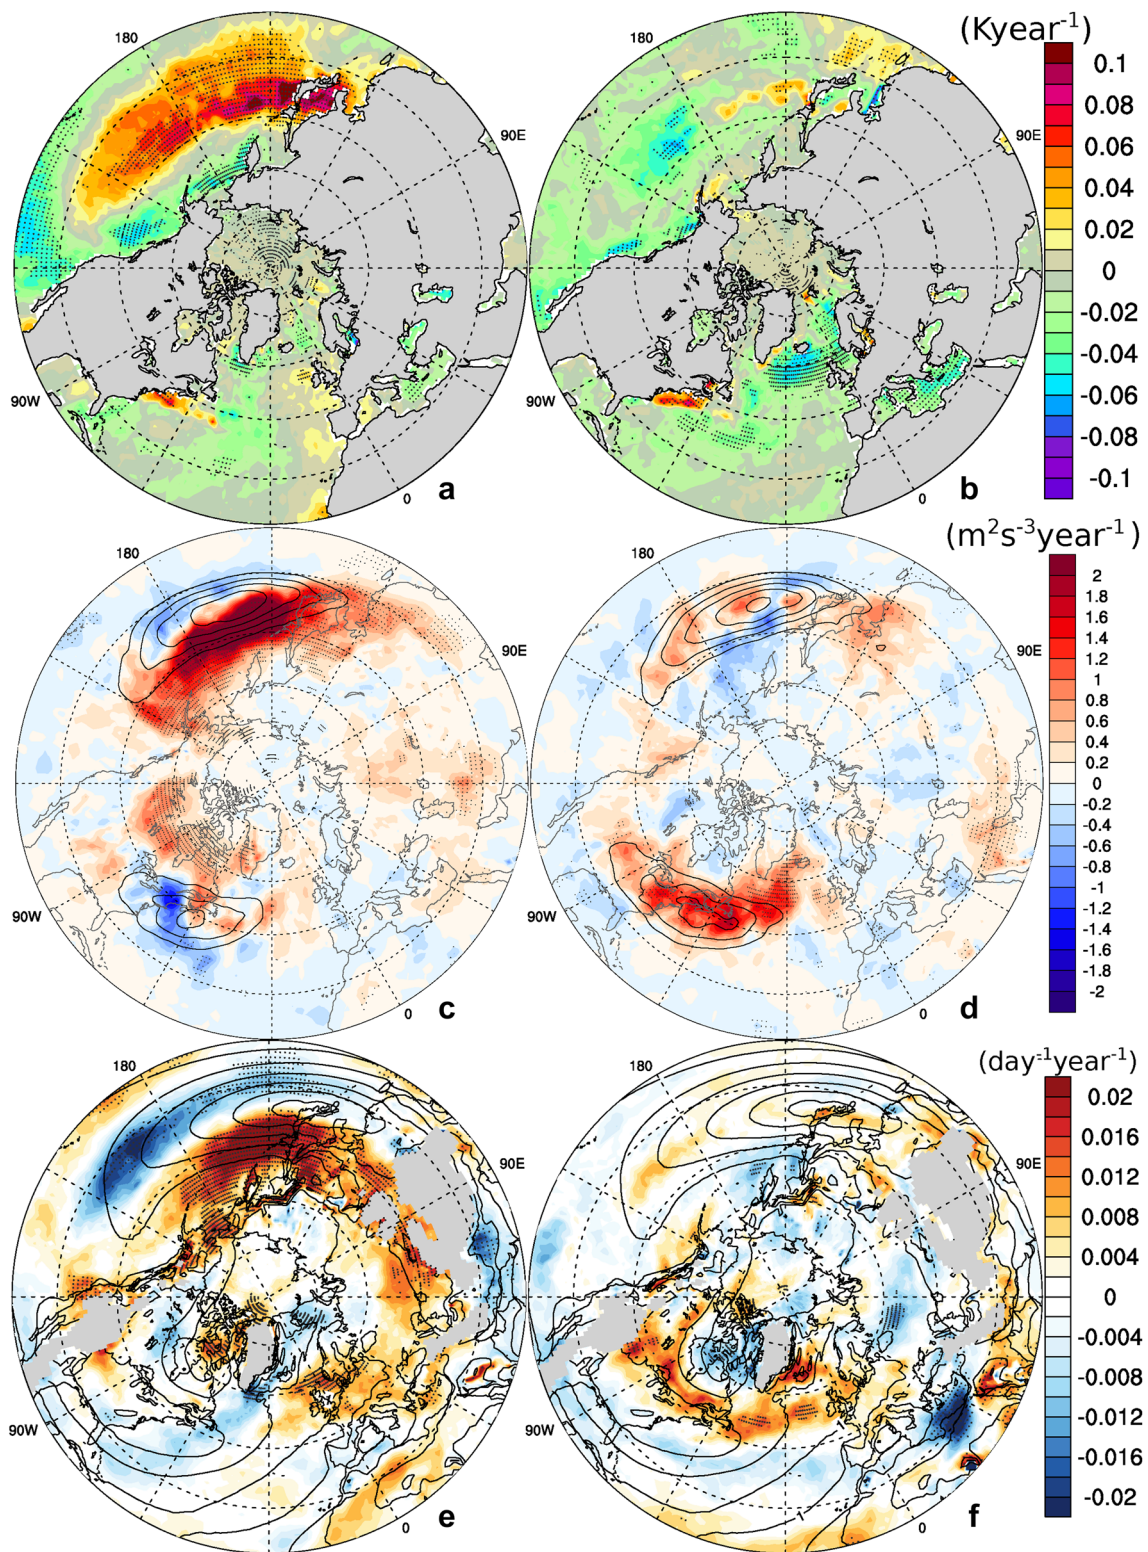 (Kyear⁻¹)
180
90E
90W
0
a
180
90E
90W
0
b
0.1
0.08
0.06
0.04
0.02
0
-0.02
-0.04
-0.06
-0.08
-0.1
(m²s⁻³year⁻¹)
180
90E
90W
0
c
180
90E
90W
0
d
2
1.8
1.6
1.4
1.2
1
0.8
0.6
0.4
0.2
0
-0.2
-0.4
-0.6
-0.8
-1
-1.2
-1.4
-1.6
-1.8
-2
(day⁻¹year⁻¹)
180
90E
90W
0
e
180
90E
90W
0
f
0.02
0.016
0.012
0.008
0.004
0
-0.004
-0.008
-0.012
-0.016
-0.02